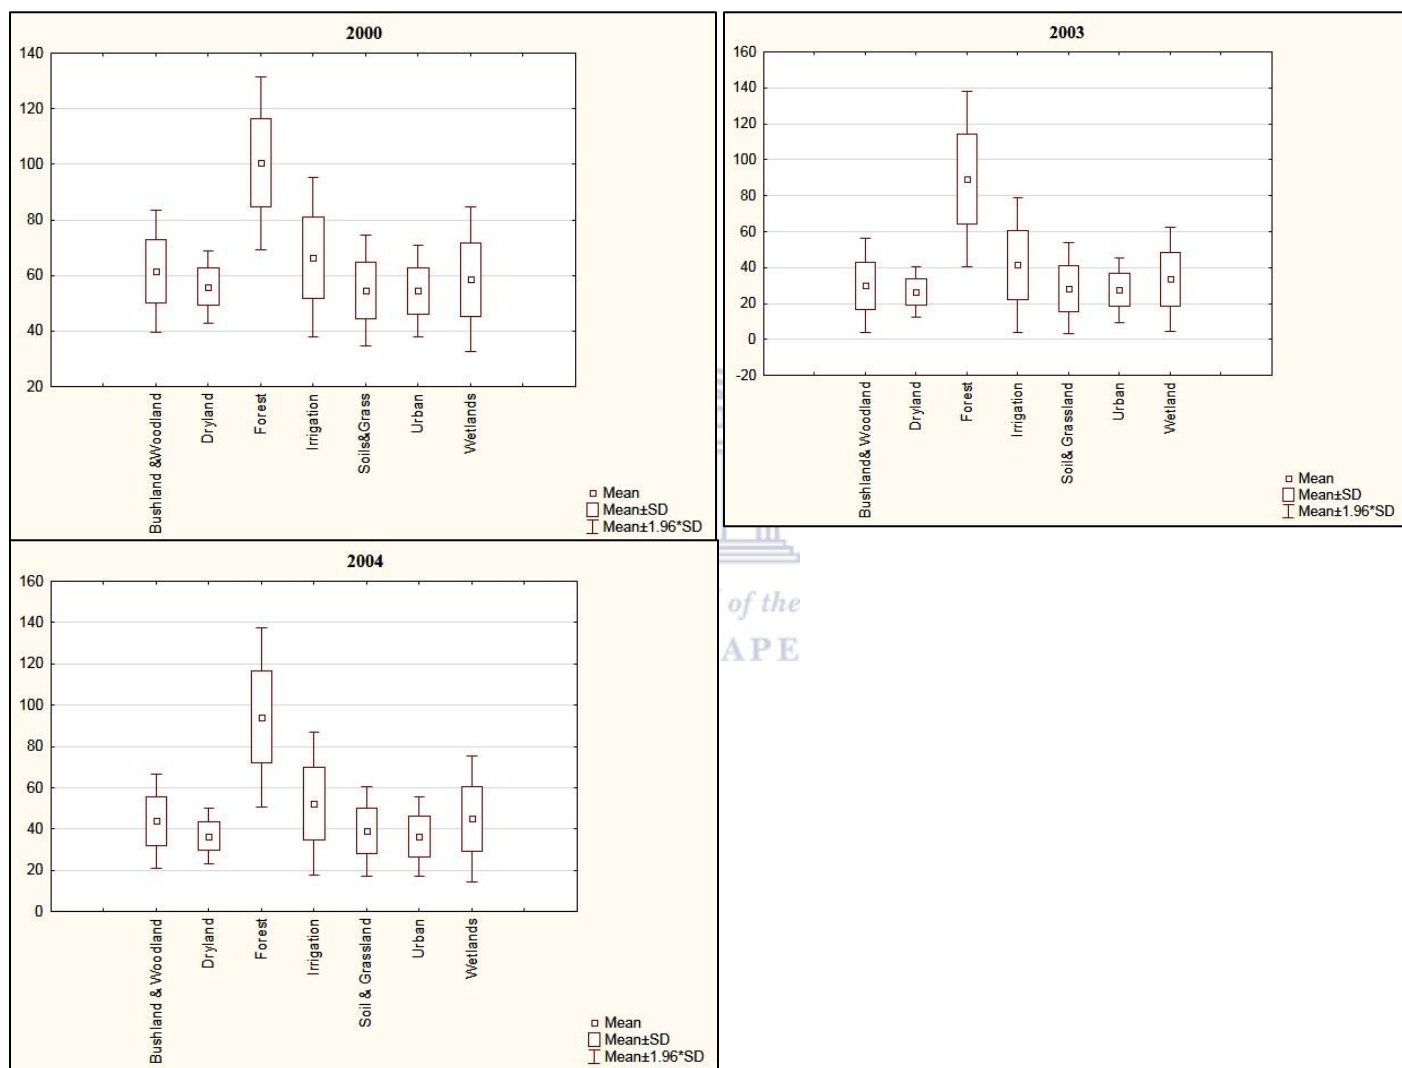 2000
140
120
100
80
60
40
20
Bushland &Woodland
Dryland
Forest
Irrigation
Soils&Grass
Urban
Wetlands
Mean
Mean±SD
Mean±1.96*SD
2003
160
140
120
100
80
60
40
20
0
-20
Bushland& Woodland
Dryland
Forest
Irrigation
Soil& Grassland
Urban
Wetland
Mean
Mean±SD
Mean±1.96*SD
2004
160
140
120
100
80
60
40
20
0
Bushland & Woodland
Dryland
Forest
Irrigation
Soil & Grassland
Urban
Wetlands
Mean
Mean±SD
Mean±1.96*SD
of the
APE